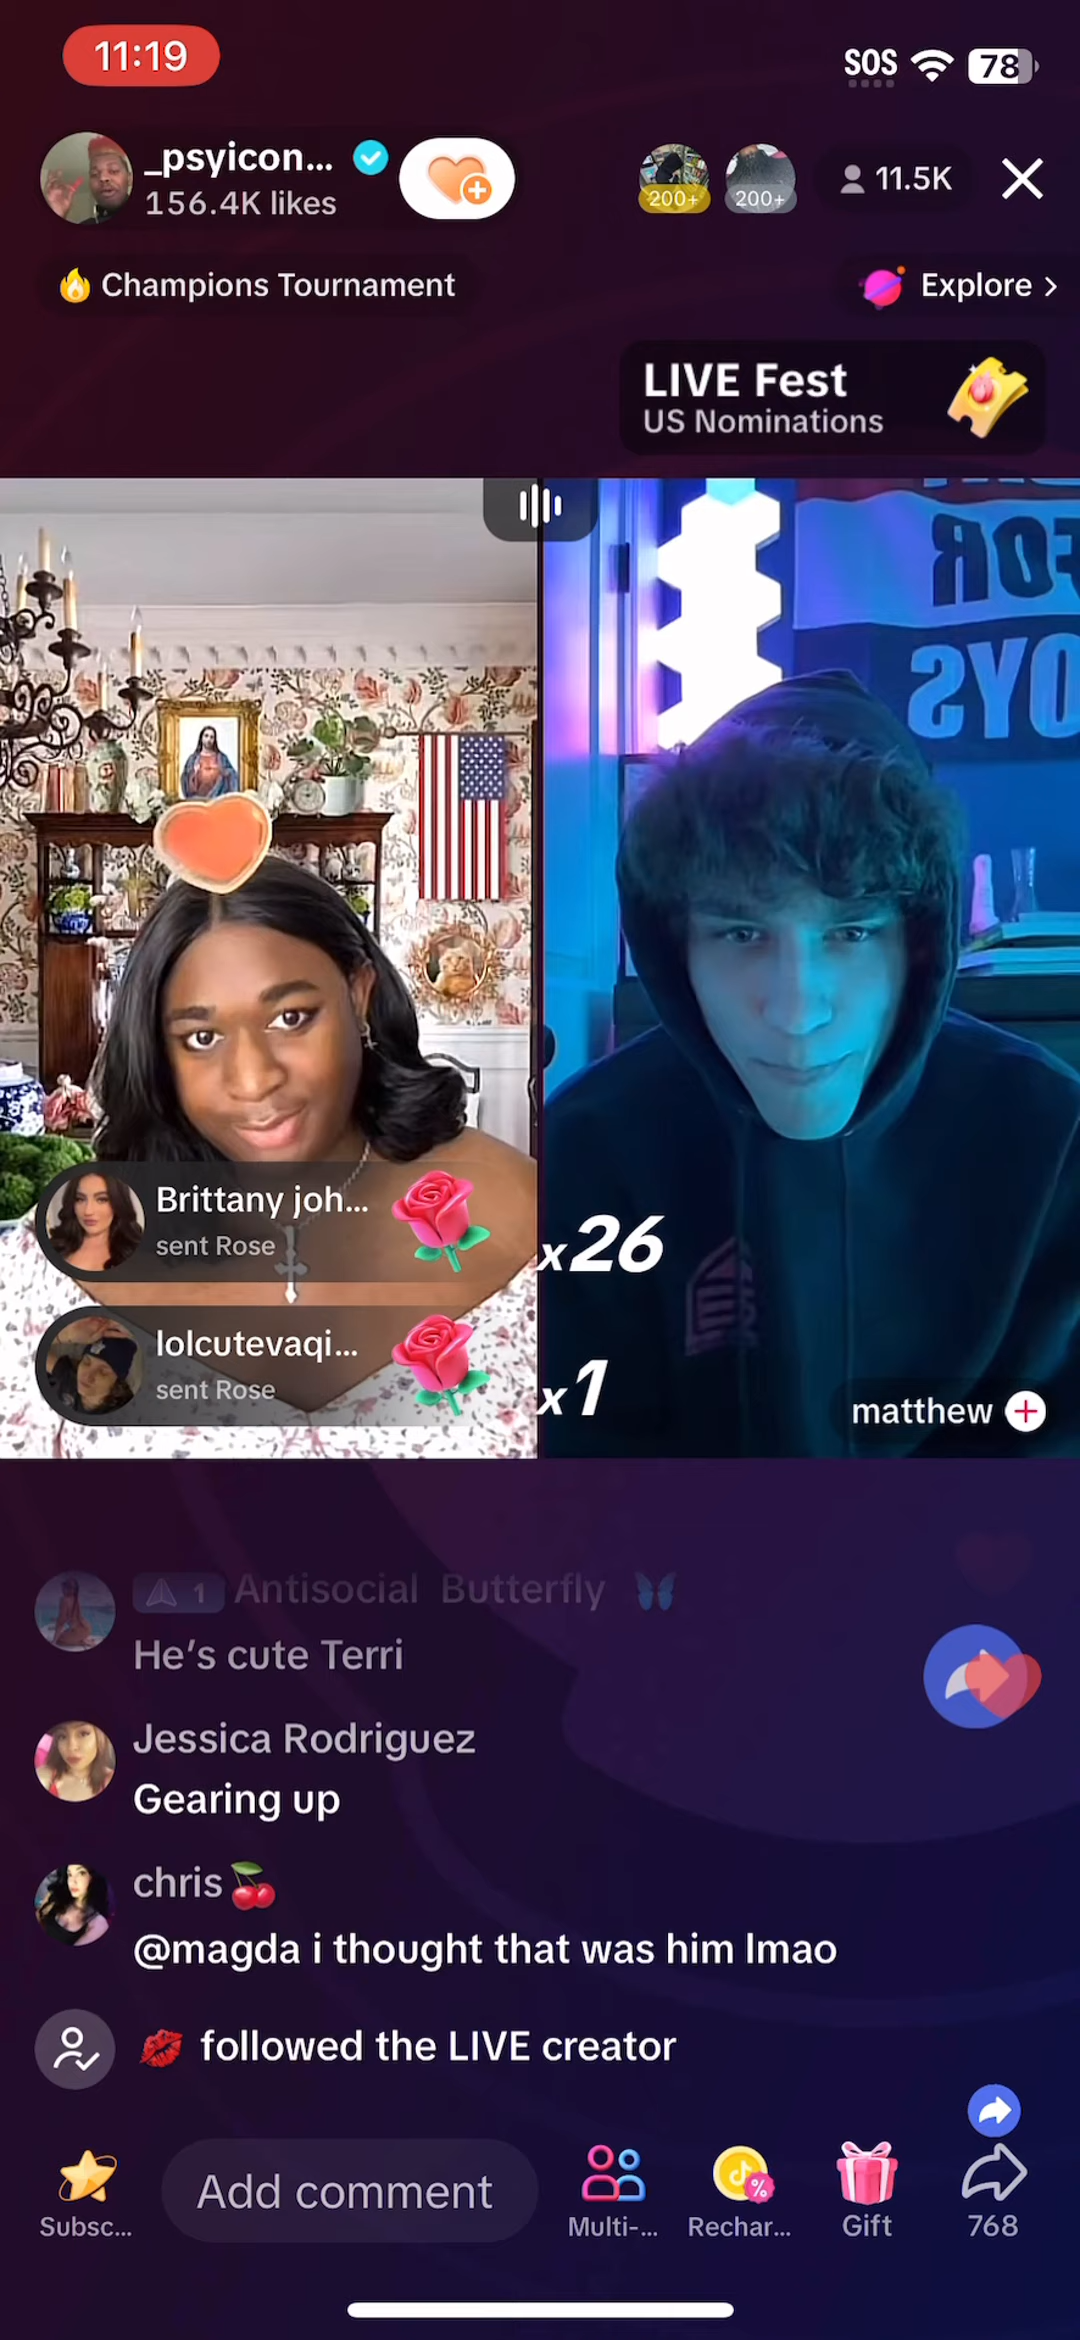 11:19
SOS
78
_psyicon...
156.4K likes
200+
200+
11.5K
Champions Tournament
Explore >
LIVE Fest
US Nominations
FOR
Brittany joh...
sent Rose
x26
lolcutevaqi...
sent Rose
x1
matthew
1 Antisocial Butterfly
He's cute Terri
Jessica Rodriguez
Gearing up
chris
@magda i thought that was him lmao
followed the LIVE creator
Subsc...
Add comment
Multi-...
Rechar...
Gift
768